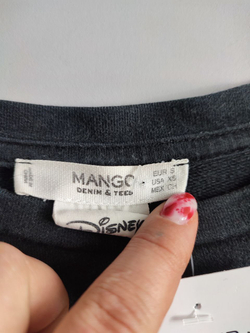 MANGO
DENIM & TEES
EUR S
USA XS
MEX CH
Disney